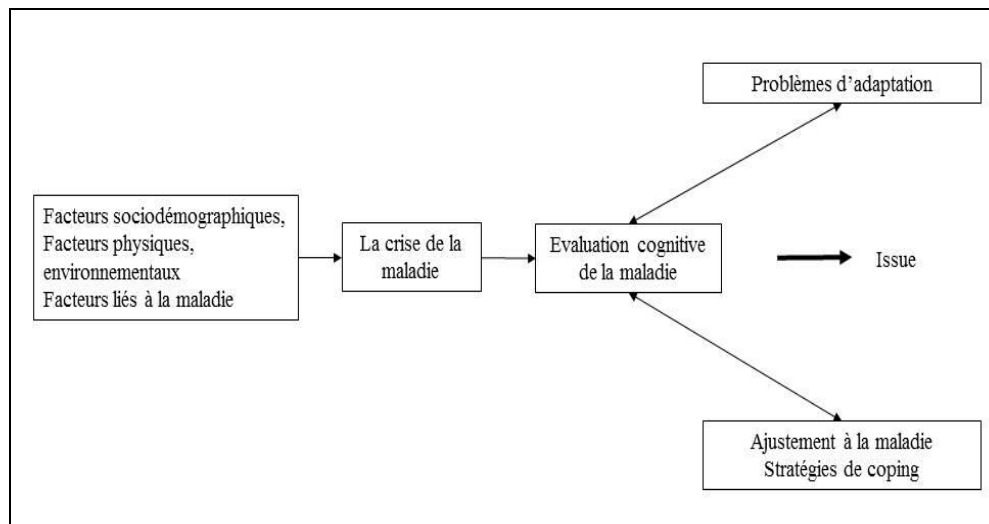 Problèmes d'adaptation
Facteurs sociodémographiques,
Facteurs physiques,
environnementaux
Facteurs liés à la maladie
La crise de la
maladie
Evaluation cognitive
de la maladie
Issue
Ajustement à la maladie
Stratégies de coping